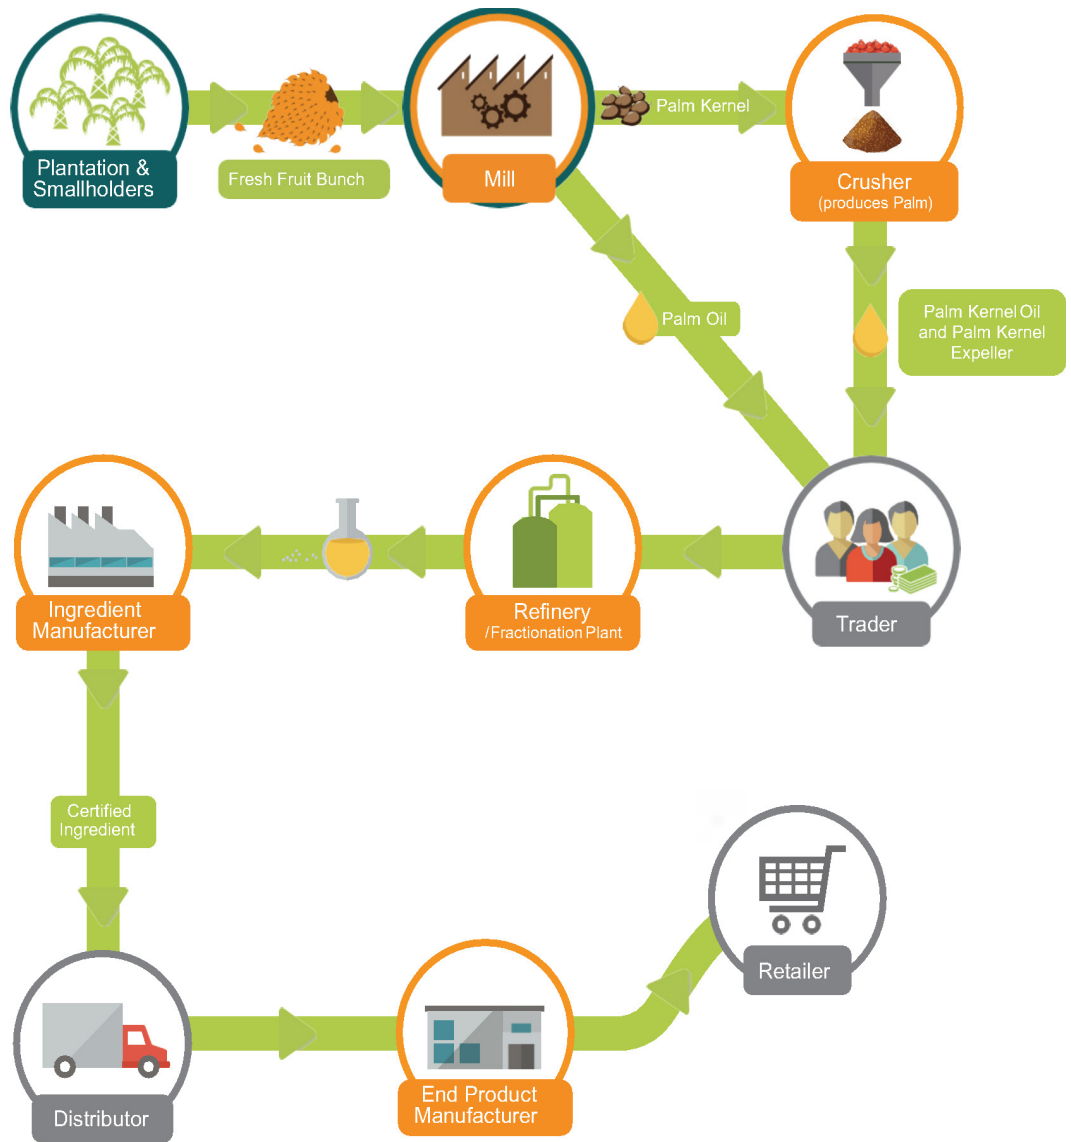 Plantation &
Smallholders
Fresh Fruit Bunch
Mill
Palm Kernel
Crusher
(produces Palm)
Palm Oil
Palm Kernel Oil
and Palm Kernel
Expeller
Ingredient
Manufacturer
Refinery
/Fractionation Plant
Trader
Certified
Ingredient
Retailer
Distributor
End Product
Manufacturer